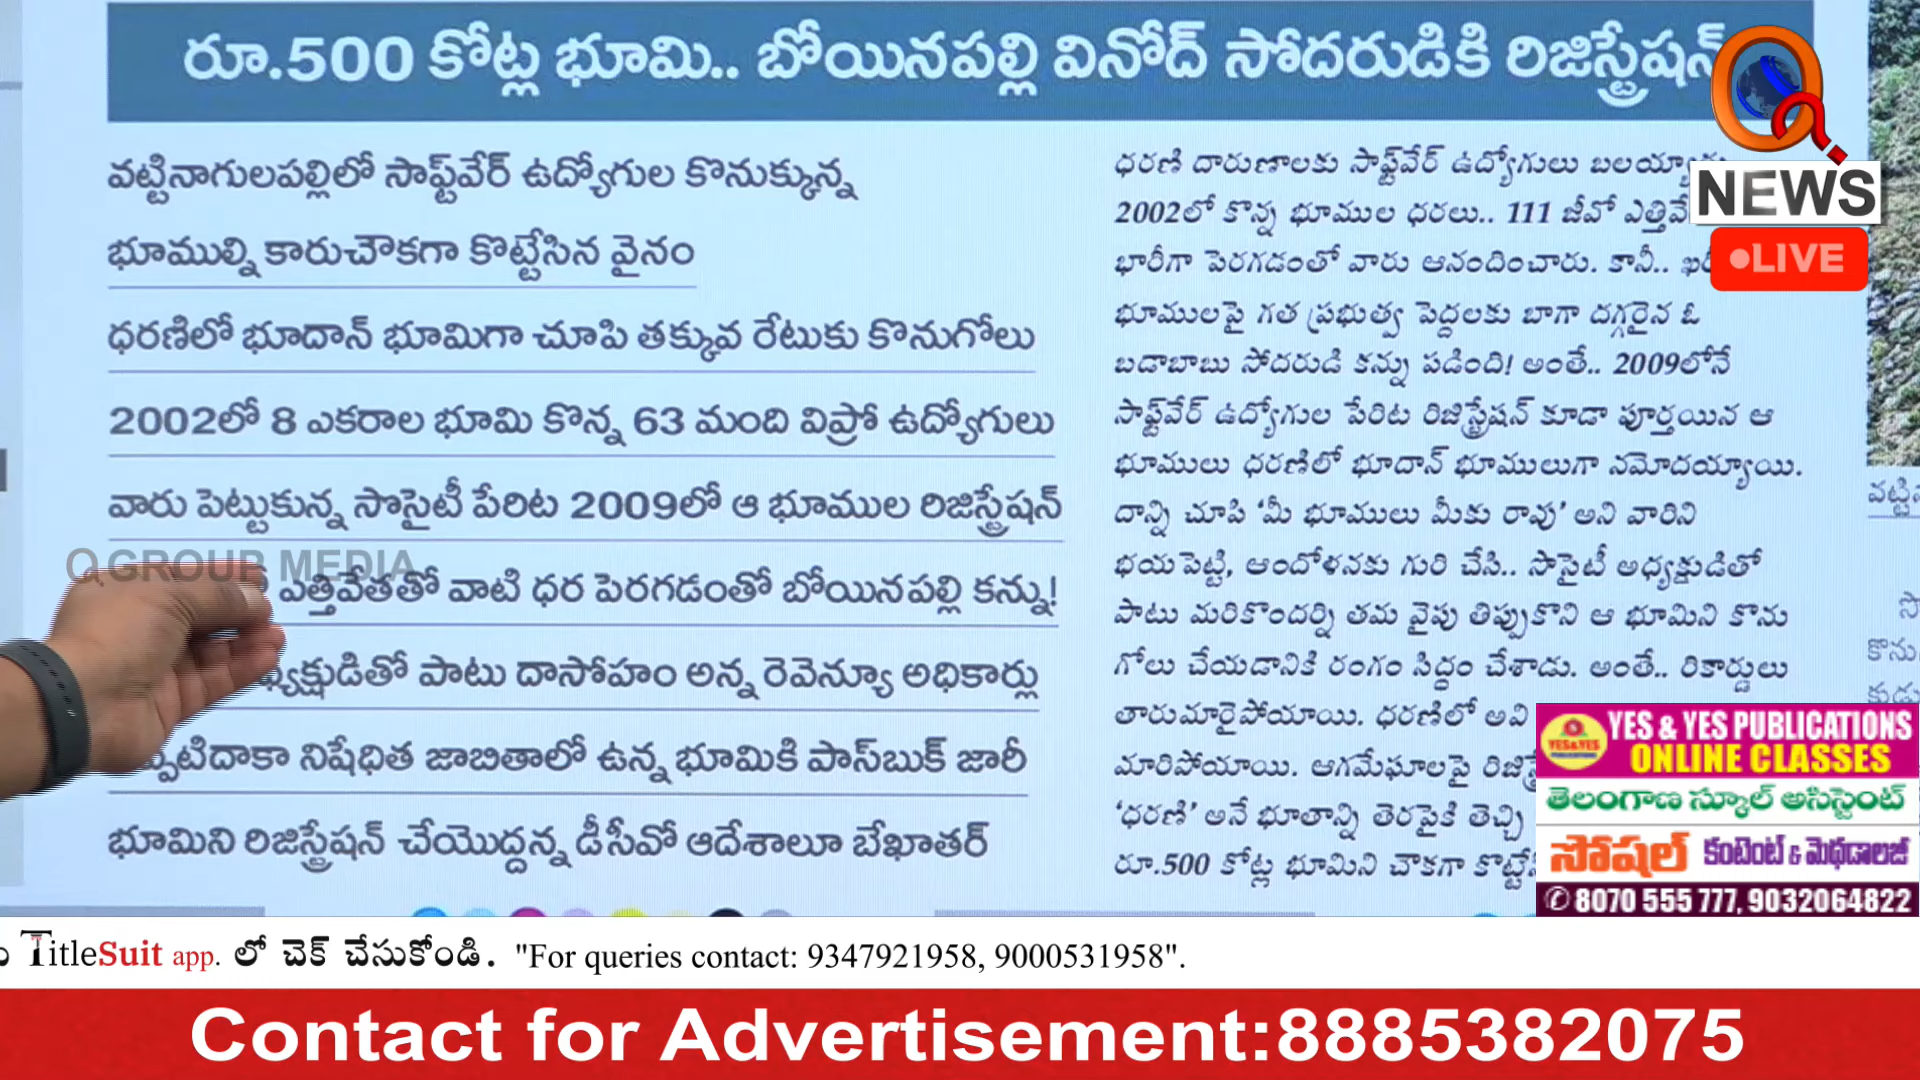 రూ.500 కోట్ల భూమి.. బోయినపల్లి వినోద్ సోదరుడికి రిజిస్ట్రేషన్
వట్టినాగులపల్లిలో సాఫ్ట్‌వేర్ ఉద్యోగుల కొనుక్కున్న
భూముల్ని కారుచౌకగా కొట్టేసిన వైనం
ధరణిలో భూదాన్ భూమిగా చూపి తక్కువ రేటుకు కొనుగోలు
2002లో 8 ఎకరాల భూమి కొన్న 63 మంది విప్రో ఉద్యోగులు
వారు పెట్టుకున్న సొసైటీ పేరిట 2009లో ఆ భూముల రిజిస్ట్రేషన్
ఎత్తివేతతో వాటి ధర పెరగడంతో బోయినపల్లి కన్ను!
పాటు దాసోహం అన్న రెవెన్యూ అధికార్లు
నిషేధిత జాబితాలో ఉన్న భూమికి పాస్‌బుక్ జారీ
భూమిని రిజిస్ట్రేషన్ చేయొద్దన్న డీసీవో ఆదేశాలూ బేఖాతర్
ధరణి దారుణాలకు సాఫ్ట్‌వేర్ ఉద్యోగులు
2002లో కొన్న భూముల ధరలు.. 111 జీవో
భారీగా పెరగడంతో వారు ఆనందించారు. కానీ..
భూములపై గత ప్రభుత్వ పెద్దలకు బాగా దగ్గరైన ఓ
బడాబాబు సోదరుడి కన్ను పడింది! అంతే.. 2009లోనే
సాఫ్ట్‌వేర్ ఉద్యోగుల పేరిట రిజిస్ట్రేషన్ కూడా పూర్తయిన ఆ
భూములు ధరణిలో భూదాన్ భూములుగా నమోదయ్యాయి.
దాన్ని చూపి ‘మీ భూములు మీకు రావు’ అని వారిని
భయపెట్టి, ఆందోళనకు గురి చేసి.. సొసైటీ అధ్యక్షుడితో
పాటు మరికొందర్ని తమ వైపు తిప్పుకొని ఆ భూమిని కొను
గోలు చేయడానికి రంగం సిద్ధం చేశాడు. అంతే.. రికార్డులు
తారుమారైపోయాయి. ధరణిలో అవి
మారిపోయాయి. ఆగమేఘాలపై
‘ధరణి’ అనే భూతాన్ని తెరపైకి తెచ్చి
రూ.500 కోట్ల భూమిని చౌకగా
Q GROUP MEDIA
Q NEWS
LIVE
YES & YES PUBLICATIONS
ONLINE CLASSES
తెలంగాణ స్కూల్ అసిస్టెంట్
సోషల్ కంటెంట్ & మెథడాలజీ
8070 555 777, 9032064822
TitleSuit app. లో చెక్ చేసుకోండి. "For queries contact: 9347921958, 9000531958".
Contact for Advertisement:8885382075